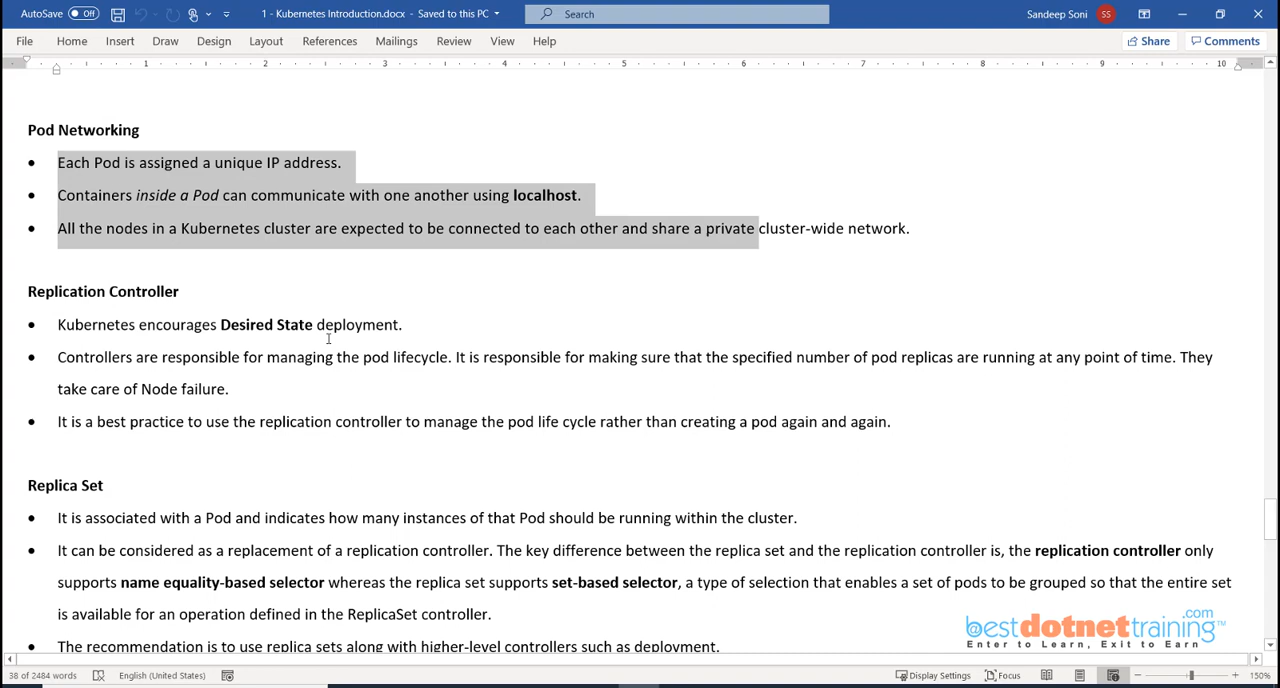 AutoSave Off 1 - Kubernetes Introduction.docx - Saved to this PC Search Sandeep Soni SS
File Home Insert Draw Design Layout References Mailings Review View Help Share Comments
1 2 3 4 5 6 7 8 9 10
Pod Networking
• Each Pod is assigned a unique IP address.
• Containers inside a Pod can communicate with one another using localhost.
• All the nodes in a Kubernetes cluster are expected to be connected to each other and share a private cluster-wide network.
Replication Controller
• Kubernetes encourages Desired State deployment.
• Controllers are responsible for managing the pod lifecycle. It is responsible for making sure that the specified number of pod replicas are running at any point of time. They
take care of Node failure.
• It is a best practice to use the replication controller to manage the pod life cycle rather than creating a pod again and again.
Replica Set
• It is associated with a Pod and indicates how many instances of that Pod should be running within the cluster.
• It can be considered as a replacement of a replication controller. The key difference between the replica set and the replication controller is, the replication controller only
supports name equality-based selector whereas the replica set supports set-based selector, a type of selection that enables a set of pods to be grouped so that the entire set
is available for an operation defined in the ReplicaSet controller.
• The recommendation is to use replica sets along with higher-level controllers such as deployment.
@bestdotnettraining.com™
Enter to Learn, Exit to Earn
38 of 2484 words English (United States) Display Settings Focus 150%